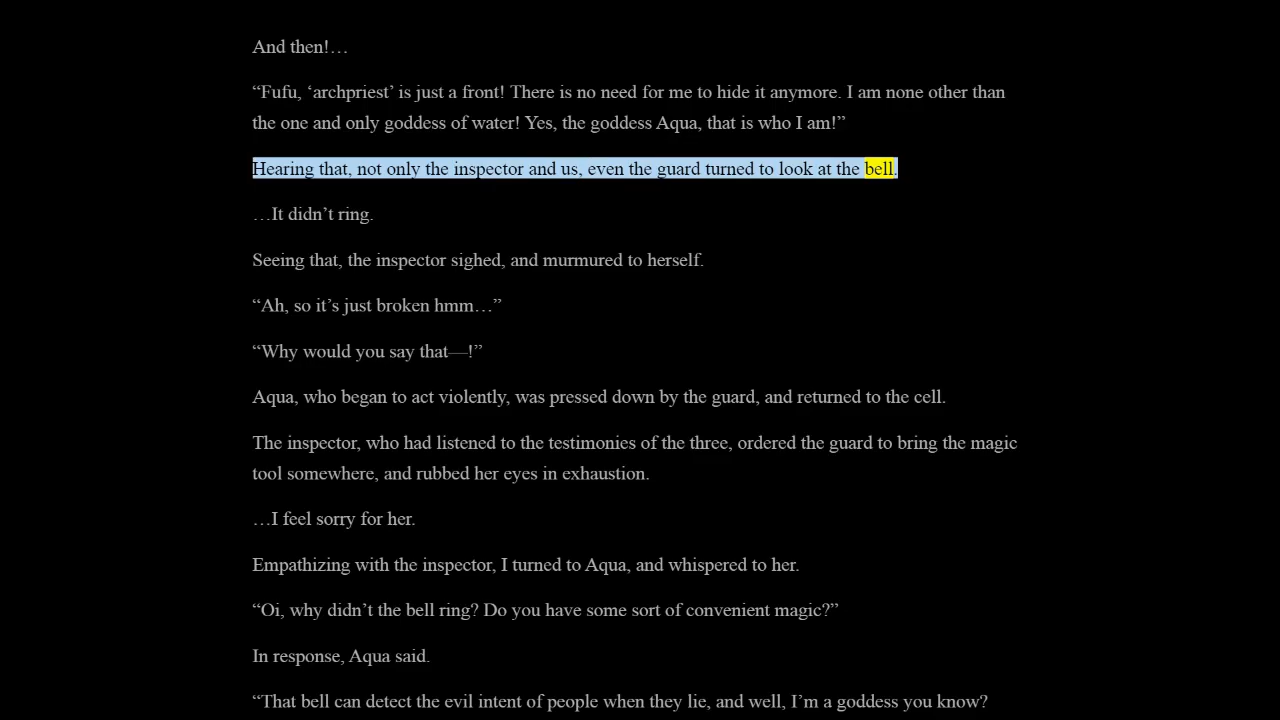 And then!…
“Fufu, ‘archpriest’ is just a front! There is no need for me to hide it anymore. I am none other than
the one and only goddess of water! Yes, the goddess Aqua, that is who I am!”
Hearing that, not only the inspector and us, even the guard turned to look at the bell.
…It didn’t ring.
Seeing that, the inspector sighed, and murmured to herself.
“Ah, so it’s just broken hmm…”
“Why would you say that—!”
Aqua, who began to act violently, was pressed down by the guard, and returned to the cell.
The inspector, who had listened to the testimonies of the three, ordered the guard to bring the magic
tool somewhere, and rubbed her eyes in exhaustion.
…I feel sorry for her.
Empathizing with the inspector, I turned to Aqua, and whispered to her.
“Oi, why didn’t the bell ring? Do you have some sort of convenient magic?”
In response, Aqua said.
“That bell can detect the evil intent of people when they lie, and well, I’m a goddess you know?